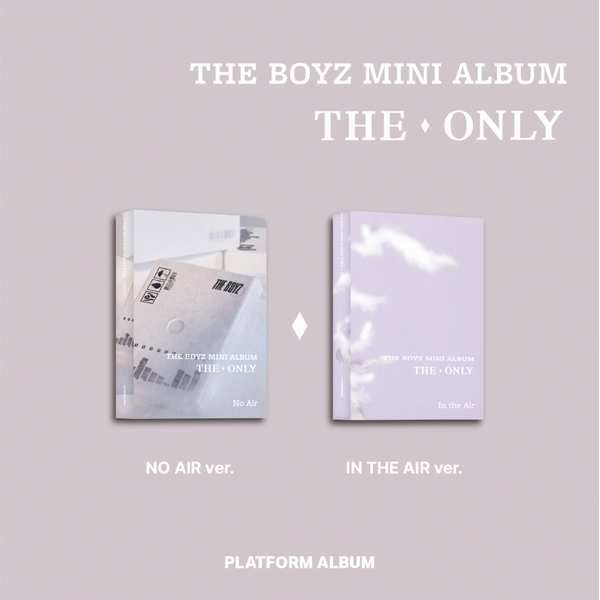 THE BOYZ MINI ALBUM
THE ♦ ONLY
THE BOYZ
THE BOYZ MINI ALBUM
THE ♦ ONLY
No Air
THE BOYZ MINI ALBUM
THE ♦ ONLY
In the Air
NO AIR ver.
IN THE AIR ver.
PLATFORM ALBUM